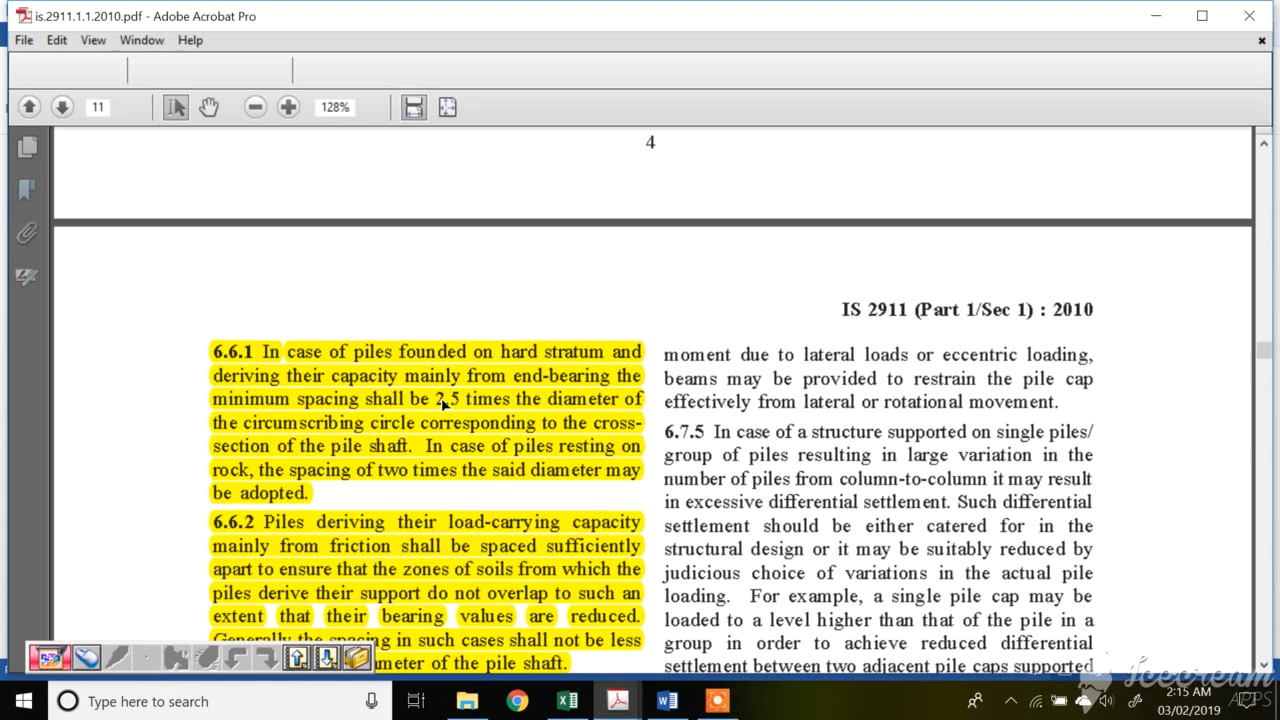 is.2911.1.1.2010.pdf - Adobe Acrobat Pro
File Edit View Window Help
11
128%
4
IS 2911 (Part 1/Sec 1) : 2010
6.6.1 In case of piles founded on hard stratum and
deriving their capacity mainly from end-bearing the
minimum spacing shall be 2.5 times the diameter of
the circumscribing circle corresponding to the cross-
section of the pile shaft. In case of piles resting on
rock, the spacing of two times the said diameter may
be adopted.
6.6.2 Piles deriving their load-carrying capacity
mainly from friction shall be spaced sufficiently
apart to ensure that the zones of soils from which the
piles derive their support do not overlap to such an
extent that their bearing values are reduced.
Generally the spacing in such cases shall not be less
meter of the pile shaft.
moment due to lateral loads or eccentric loading,
beams may be provided to restrain the pile cap
effectively from lateral or rotational movement.
6.7.5 In case of a structure supported on single piles/
group of piles resulting in large variation in the
number of piles from column-to-column it may result
in excessive differential settlement. Such differential
settlement should be either catered for in the
structural design or it may be suitably reduced by
judicious choice of variations in the actual pile
loading. For example, a single pile cap may be
loaded to a level higher than that of the pile in a
group in order to achieve reduced differential
settlement between two adjacent pile caps supported
Icecream
APPS
Type here to search
2:15 AM
03/02/2019